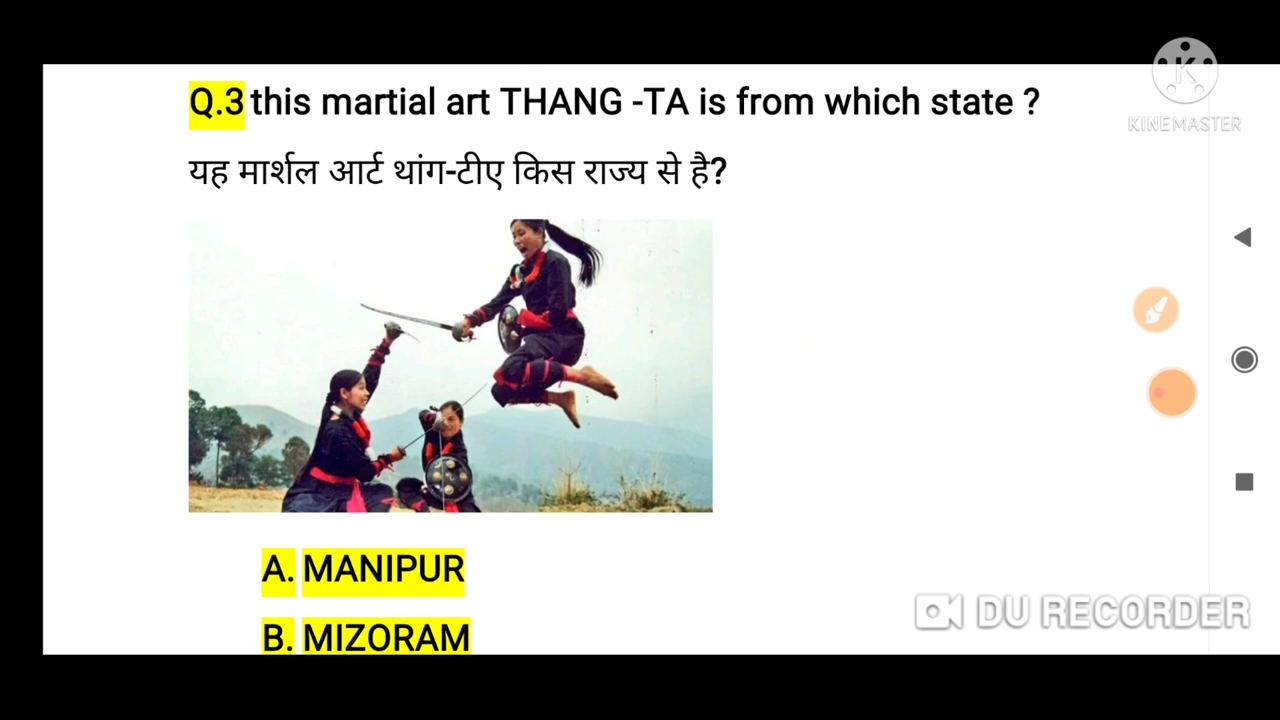 Q.3 this martial art THANG -TA is from which state ?
KINEMASTER
यह मार्शल आर्ट थांग-टीए किस राज्य से है?
A. MANIPUR
B. MIZORAM
DU RECORDER